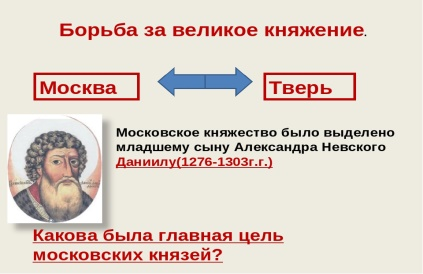 Борьба за великое княжение.
Москва
Тверь
Московское княжество было выделено
младшему сыну Александра Невского
Даниилу(1276-1303г.г.)
Какова была главная цель
московских князей?